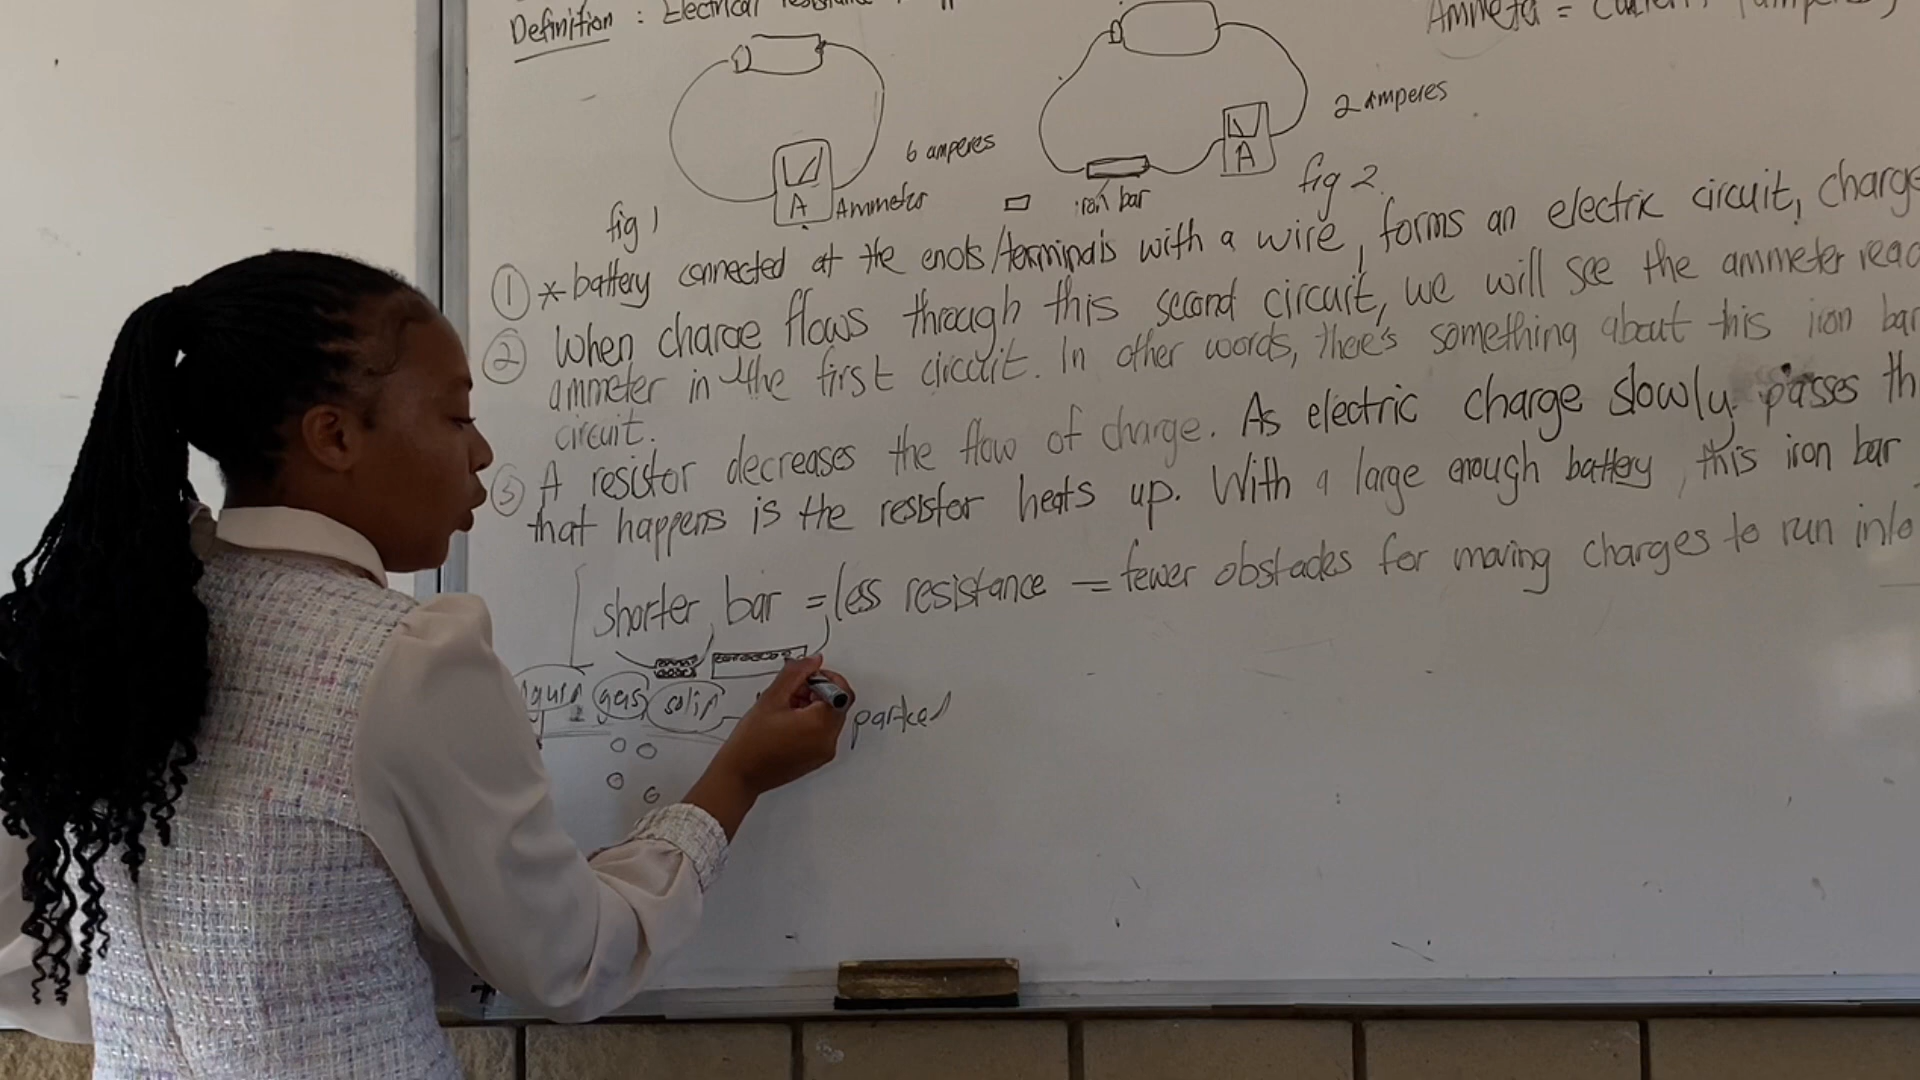 Definition : Electrical resistance
Ammeter = Current (amperes)
6 amperes
A Ammeter
fig 1
2 amperes
A
iron bar
fig 2.
① * battery connected at the ends/terminals with a wire, forms an electric circuit, charge
② When charge flows through this second circuit, we will see the ammeter read
ammeter in the first circuit. In other words, there's something about this iron bar
circuit.
③ A resistor decreases the flow of charge. As electric charge slowly passes th
that happens is the resistor heats up. With a large enough battery, this iron bar
shorter bar = less resistance = fewer obstacles for moving charges to run into
gas solid